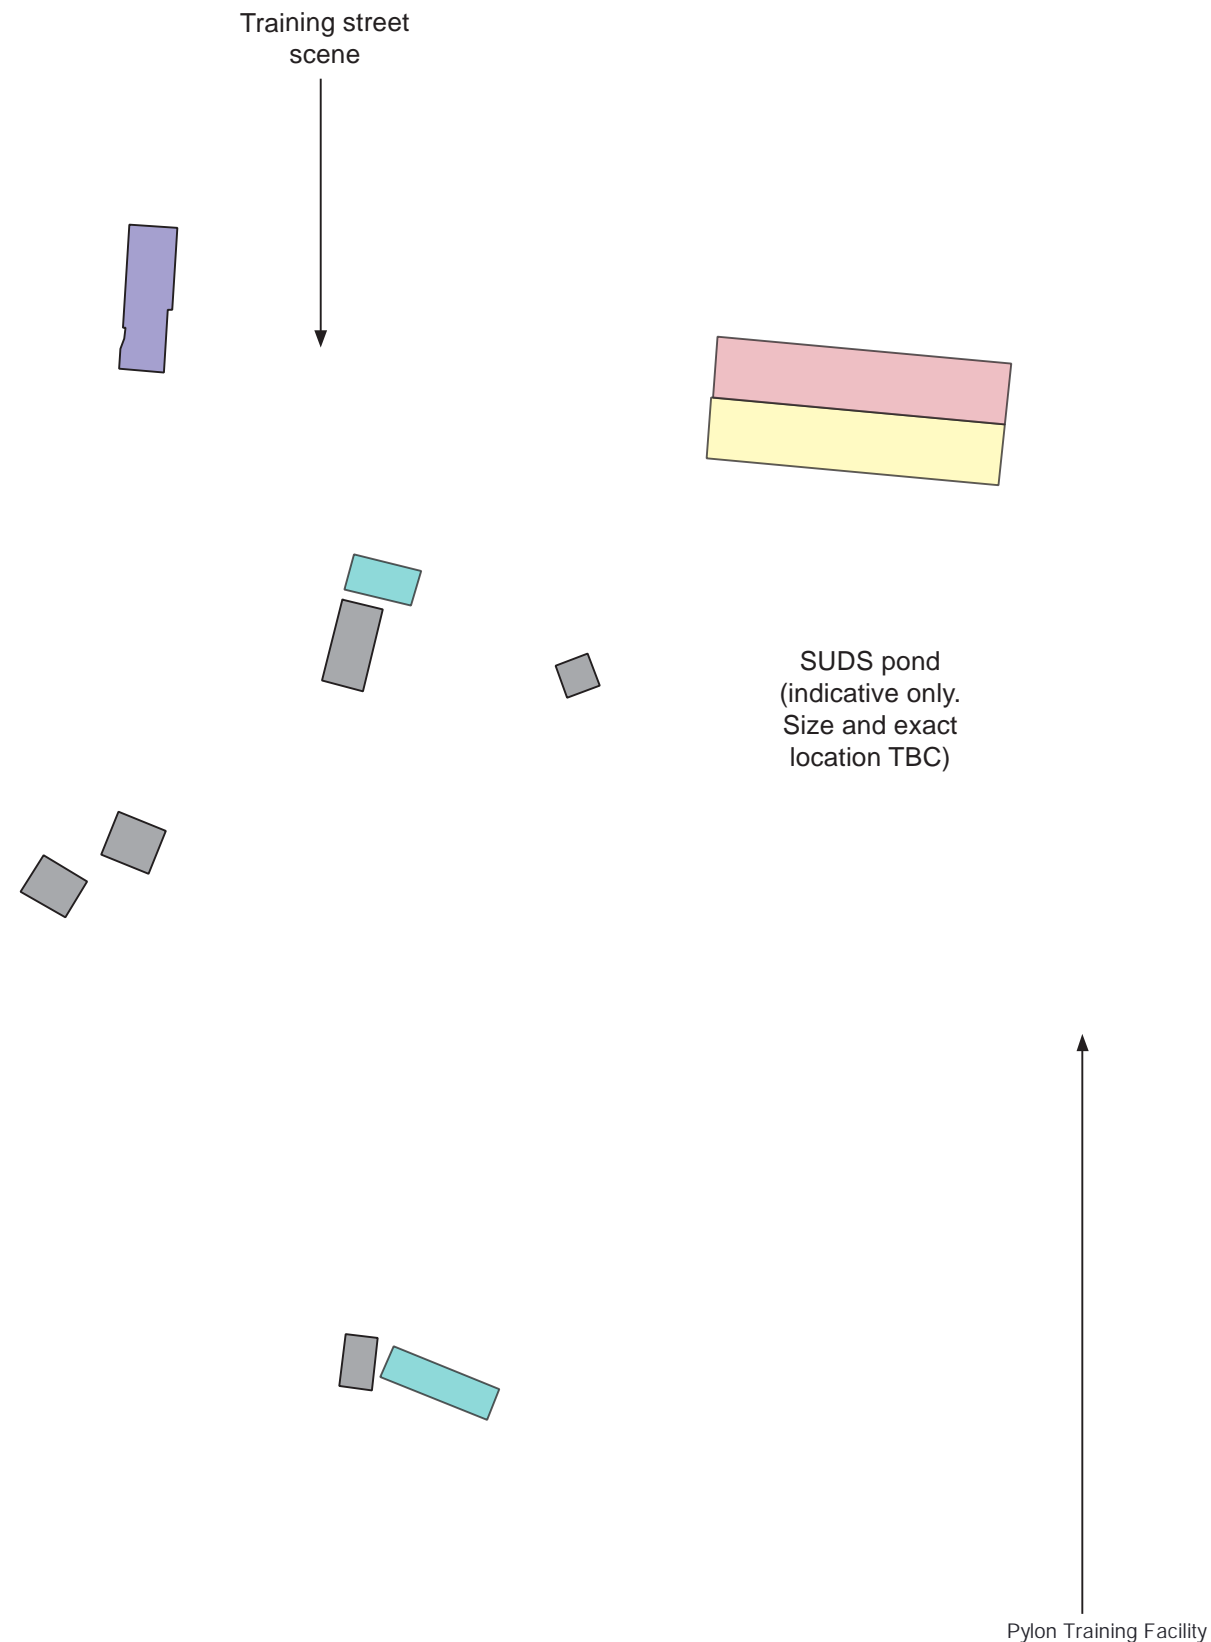 Training street
scene
SUDS pond
(indicative only.
Size and exact
location TBC)
Pylon Training Facility